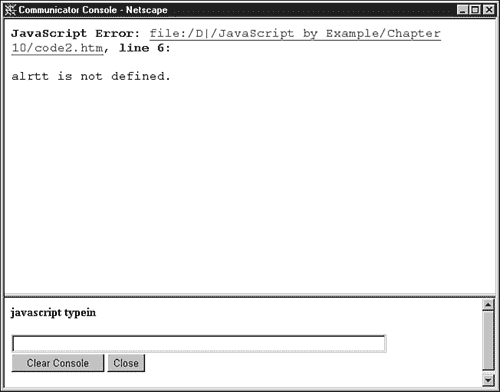 Communicator Console - Netscape
JavaScript Error: file:/D|/JavaScript by Example/Chapter
10/code2.htm, line 6:
alrtt is not defined.
javascript typein
Clear Console Close